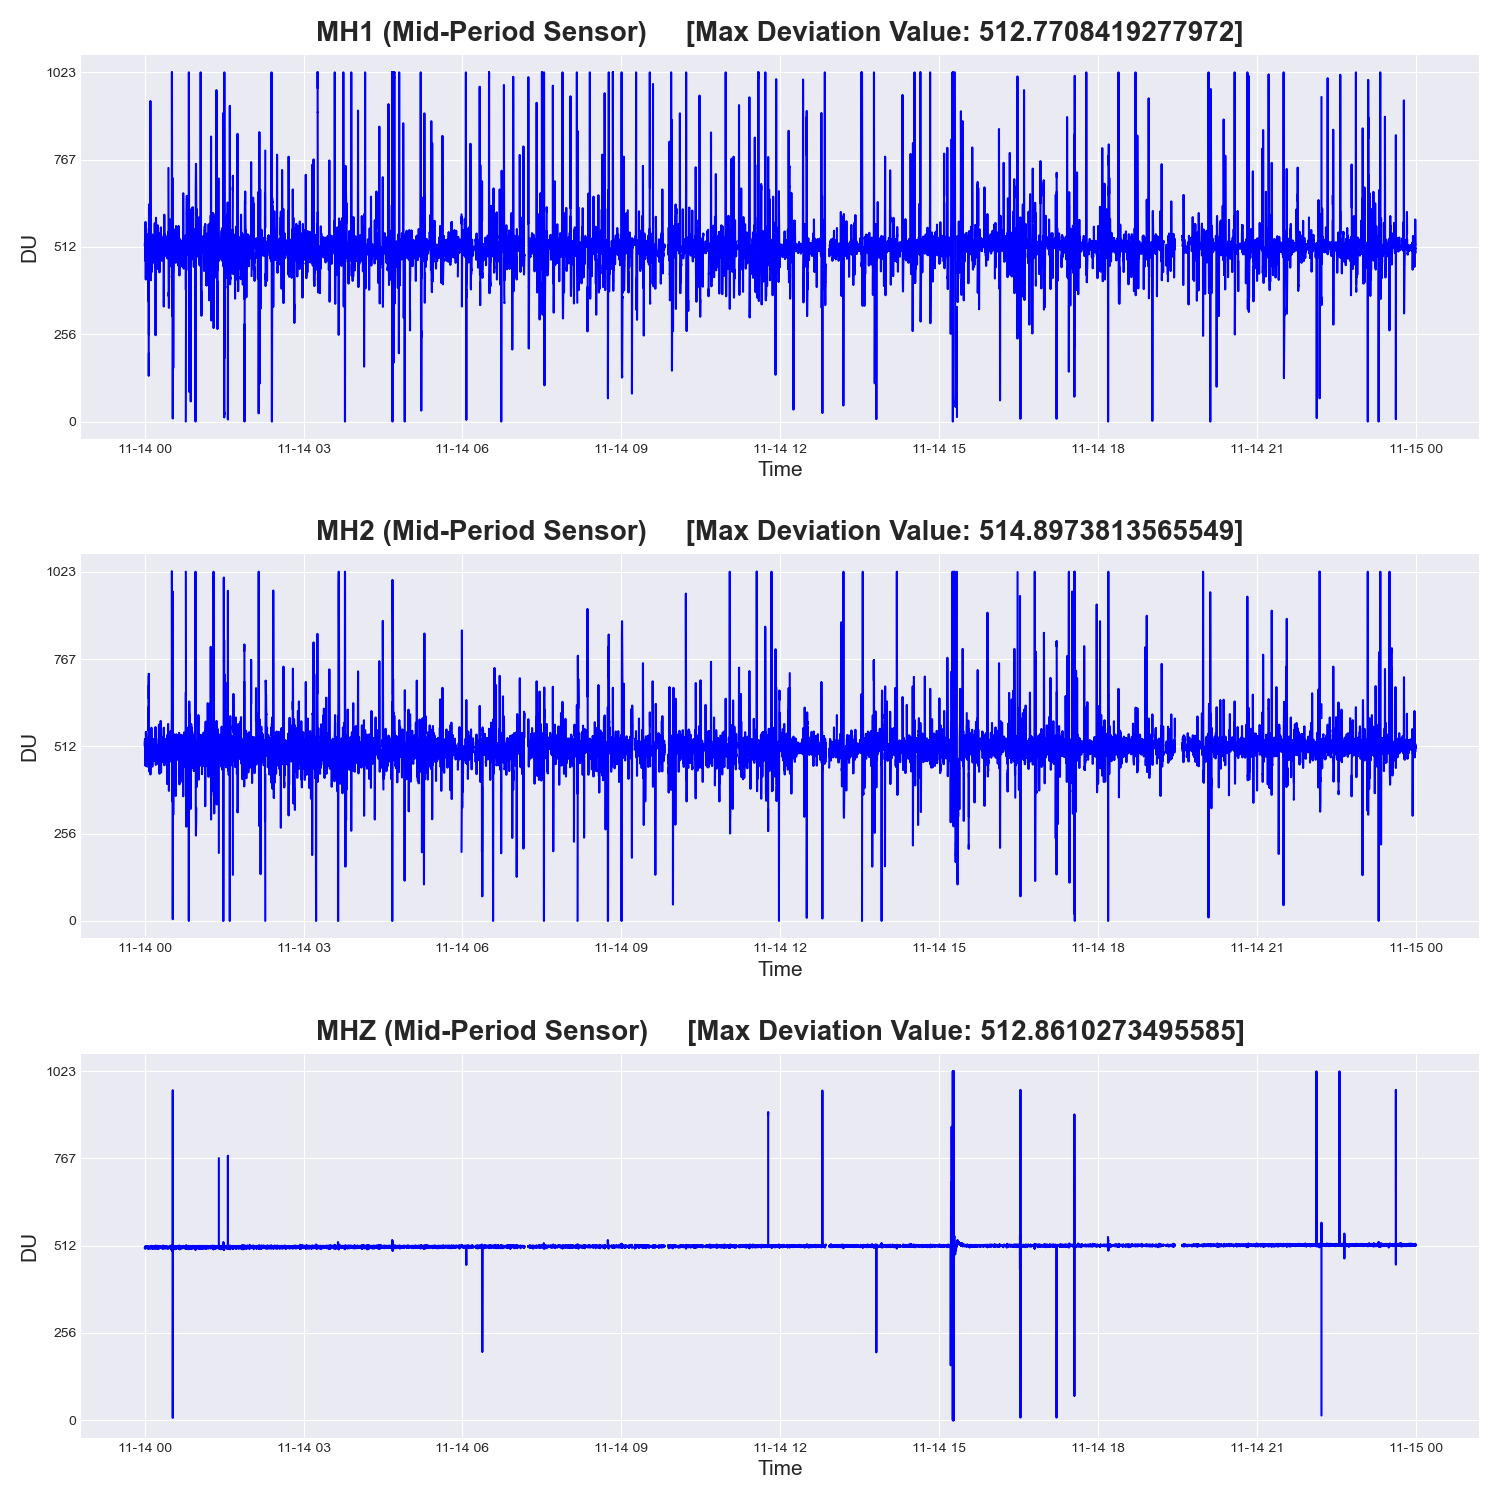 MH1 (Mid-Period Sensor) [Max Deviation Value: 512.7708419277972]
1023
767
512
256
0
DU
11-14 00 11-14 03 11-14 06 11-14 09 11-14 12 11-14 15 11-14 18 11-14 21 11-15 00
Time
MH2 (Mid-Period Sensor) [Max Deviation Value: 514.8973813565549]
1023
767
512
256
0
DU
11-14 00 11-14 03 11-14 06 11-14 09 11-14 12 11-14 15 11-14 18 11-14 21 11-15 00
Time
MHZ (Mid-Period Sensor) [Max Deviation Value: 512.8610273495585]
1023
767
512
256
0
DU
11-14 00 11-14 03 11-14 06 11-14 09 11-14 12 11-14 15 11-14 18 11-14 21 11-15 00
Time